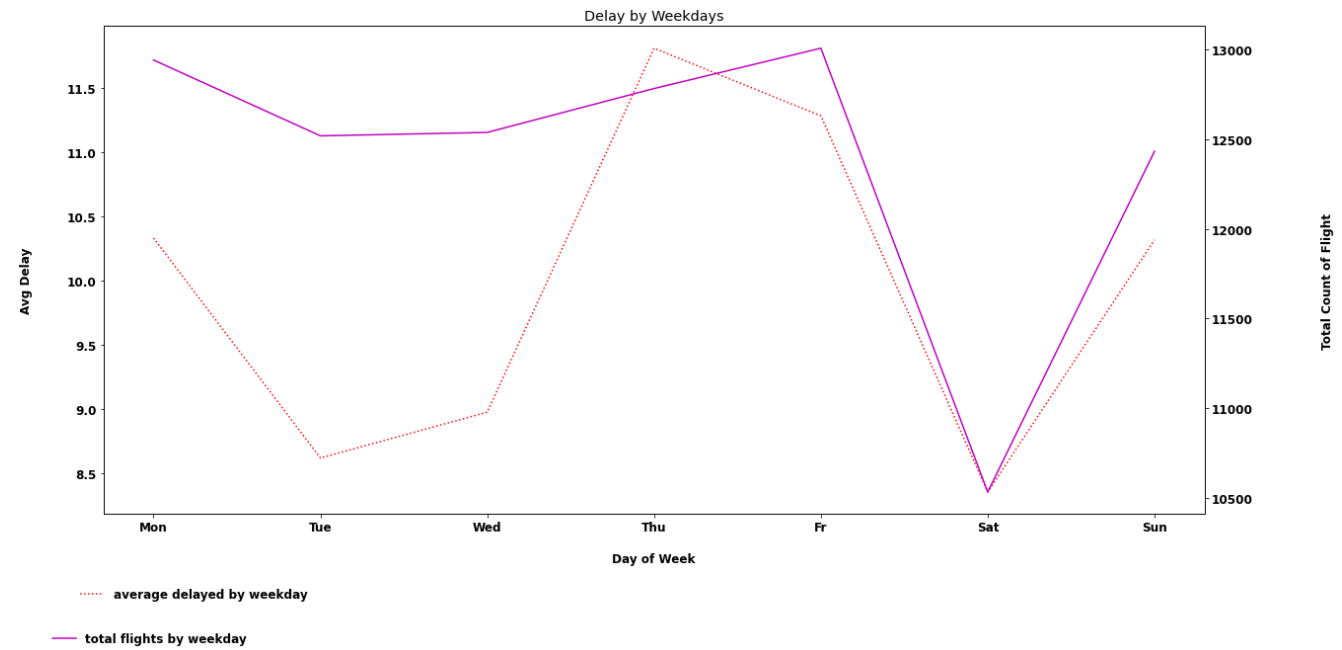 Delay by Weekdays
11.5
11.0
10.5
10.0
9.5
9.0
8.5
Avg Delay
13000
12500
12000
11500
11000
10500
Total Count of Flight
Mon Tue Wed Thu Fr Sat Sun
Day of Week
average delayed by weekday
total flights by weekday